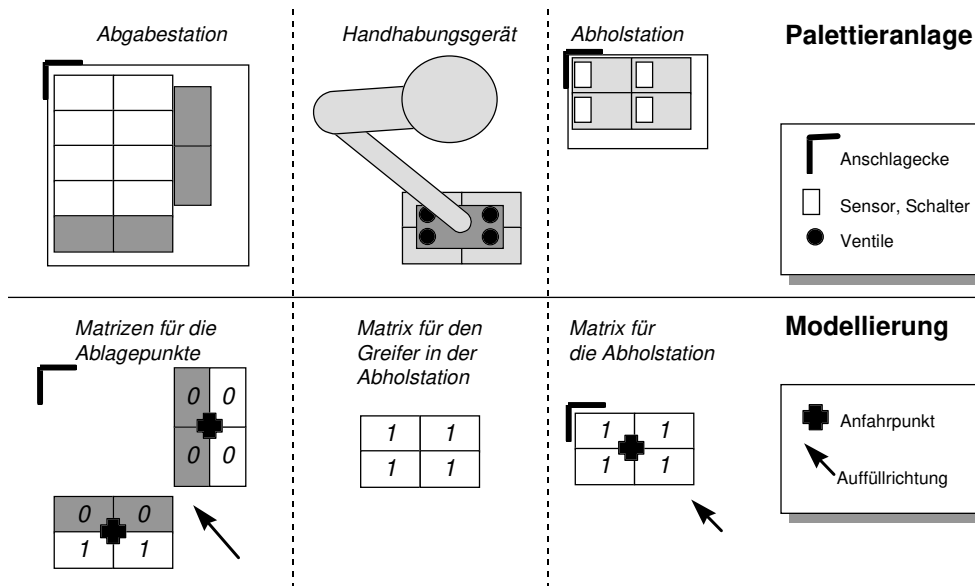 Abgabestation
Handhabungsgerät
Abholstation
Palettieranlage
Anschlagecke
Sensor, Schalter
Ventile
Matrizen für die
Ablagepunkte
Matrix für den
Greifer in der
Abholstation
Matrix für
die Abholstation
Modellierung
0 0
0 0
0 0
1 1
1 1
1 1
1 1
1 1
Anfahrpunkt
Auffüllrichtung